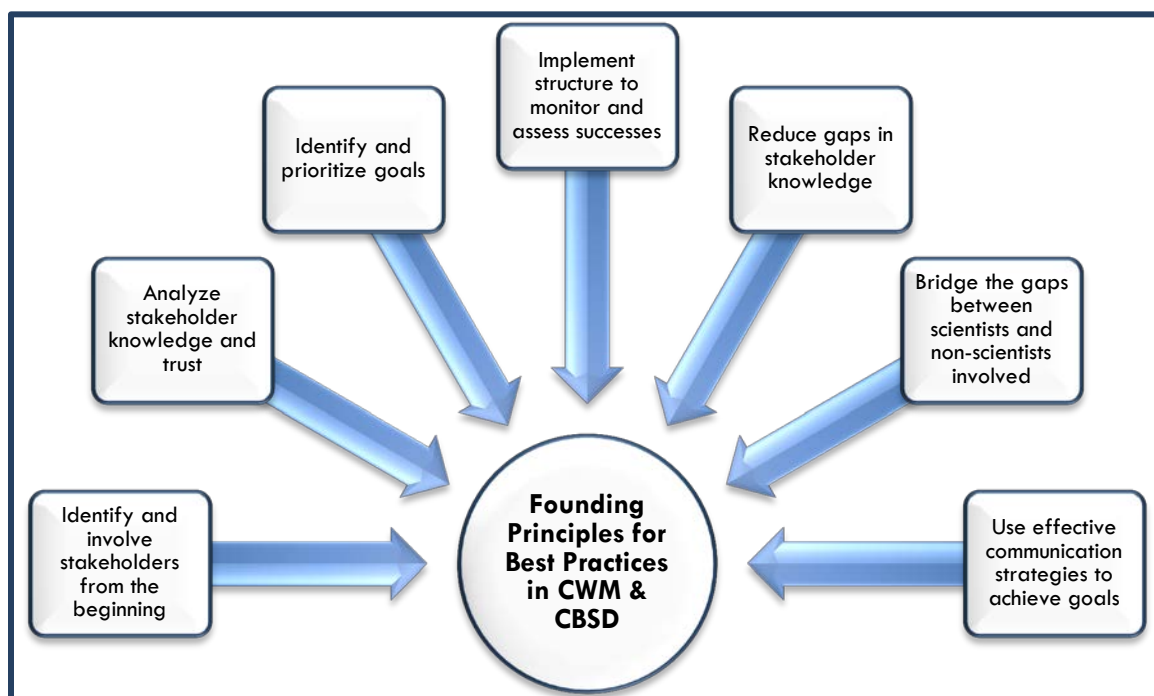 Identify and
involve
stakeholders
from the
beginning
Analyze
stakeholder
knowledge and
trust
Identify and
prioritize goals
Implement
structure to
monitor and
assess successes
Reduce gaps in
stakeholder
knowledge
Bridge the gaps
between
scientists and
non-scientists
involved
Use effective
communication
strategies to
achieve goals
Founding
Principles for
Best Practices
in CWM &
CBSD